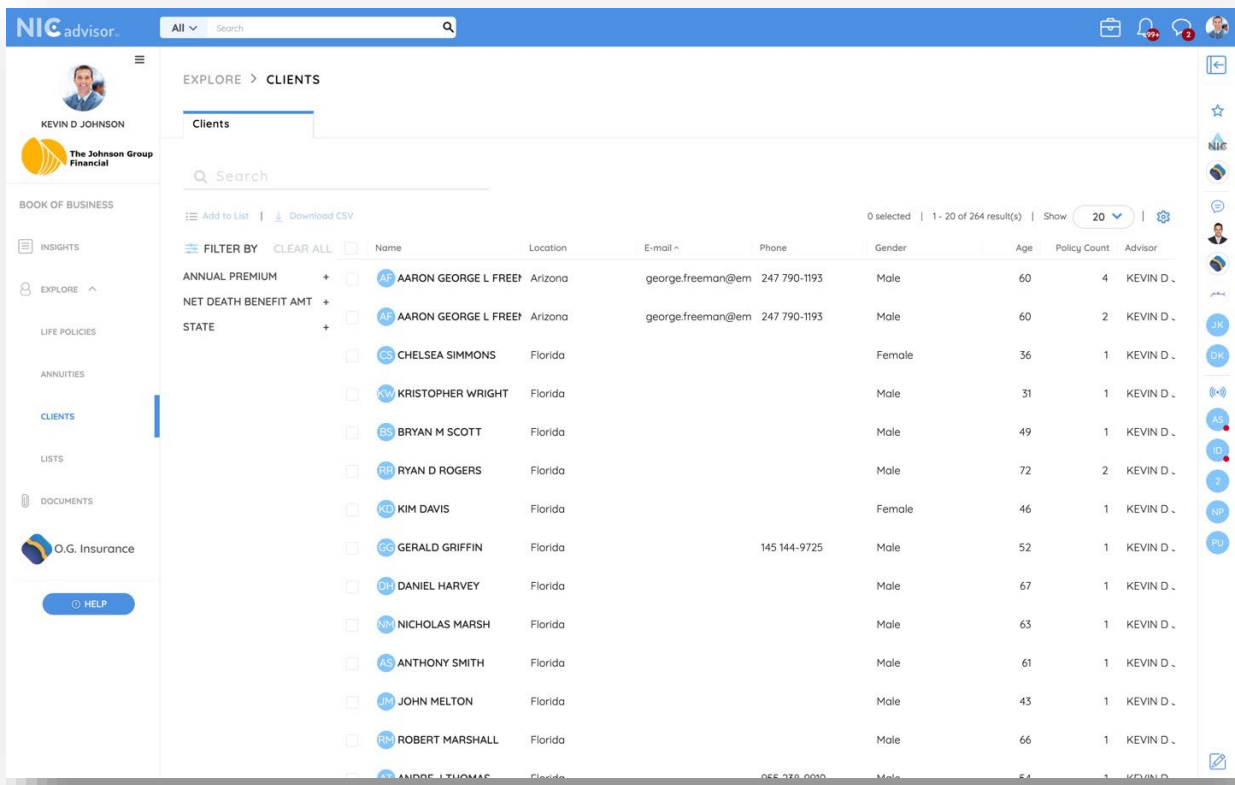 NIC advisor
All Search
99+ 2
KEVIN D JOHNSON
The Johnson Group
Financial
BOOK OF BUSINESS
INSIGHTS
EXPLORE
LIFE POLICIES
ANNUITIES
CLIENTS
LISTS
DOCUMENTS
O.G. Insurance
HELP
EXPLORE > CLIENTS
Clients
Search
Add to List | Download CSV
0 selected | 1 - 20 of 264 result(s) | Show 20 |
FILTER BY CLEAR ALL
ANNUAL PREMIUM +
NET DEATH BENEFIT AMT +
STATE +
Name Location E-mail Phone Gender Age Policy Count Advisor
AF AARON GEORGE L FREE Arizona george.freeman@em 247 790-1193 Male 60 4 KEVIN D
AF AARON GEORGE L FREE Arizona george.freeman@em 247 790-1193 Male 60 2 KEVIN D
CS CHELSEA SIMMONS Florida Female 36 1 KEVIN D
KW KRISTOPHER WRIGHT Florida Male 31 1 KEVIN D
BS BRYAN M SCOTT Florida Male 49 1 KEVIN D
RR RYAN D ROGERS Florida Male 72 2 KEVIN D
KD KIM DAVIS Florida Female 46 1 KEVIN D
GG GERALD GRIFFIN Florida 145 144-9725 Male 52 1 KEVIN D
DH DANIEL HARVEY Florida Male 67 1 KEVIN D
NM NICHOLAS MARSH Florida Male 63 1 KEVIN D
AS ANTHONY SMITH Florida Male 61 1 KEVIN D
JM JOHN MELTON Florida Male 43 1 KEVIN D
RM ROBERT MARSHALL Florida Male 66 1 KEVIN D
NIC
JK
DK
AS
ID
2
NP
PU